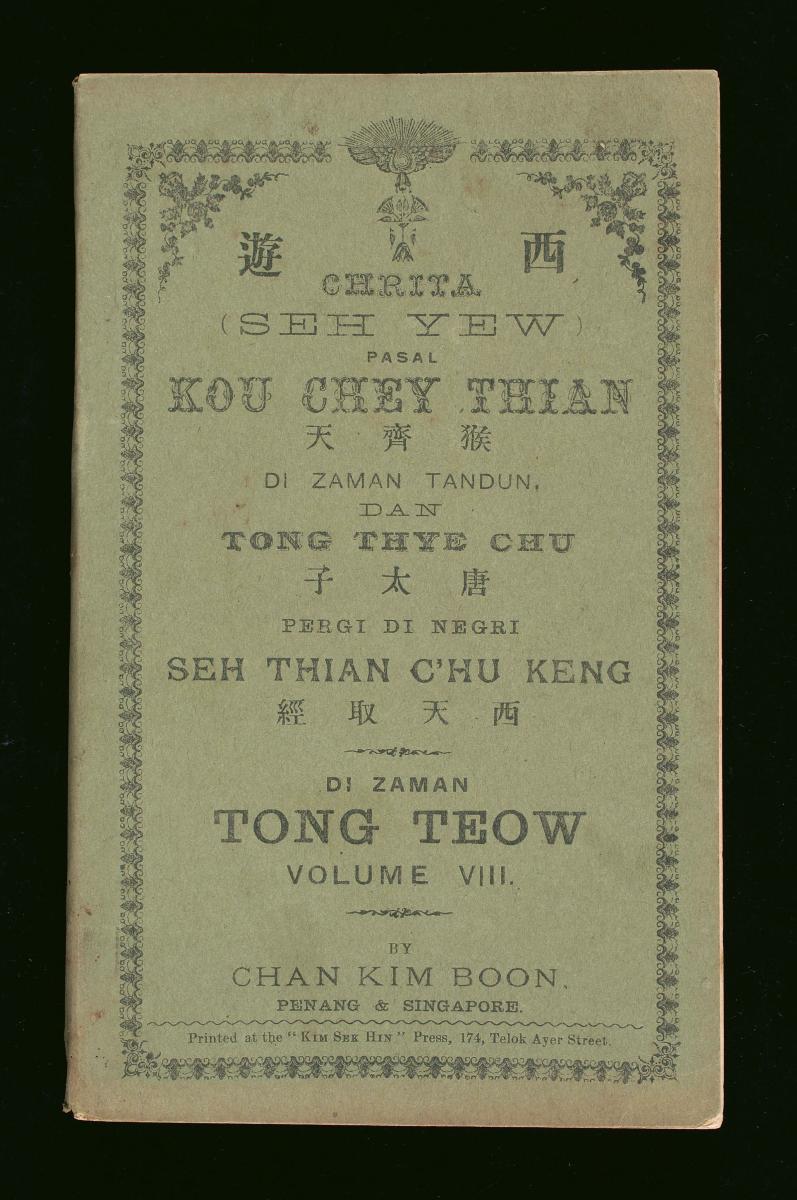 西 遊
CHRITA
(SEH YEW)
PASAL
KOU CHEY THIAN
猴 齊 天
DI ZAMAN TANDUN,
DAN
TONG THYE CHU
唐 太 子
PERGI DI NEGRI
SEH THIAN C'HU KENG
西 天 取 經
DI ZAMAN
TONG TEOW
VOLUME VIII.
BY
CHAN KIM BOON,
PENANG & SINGAPORE.
Printed at the "KIM SEK HIN" Press, 174, Telok Ayer Street.